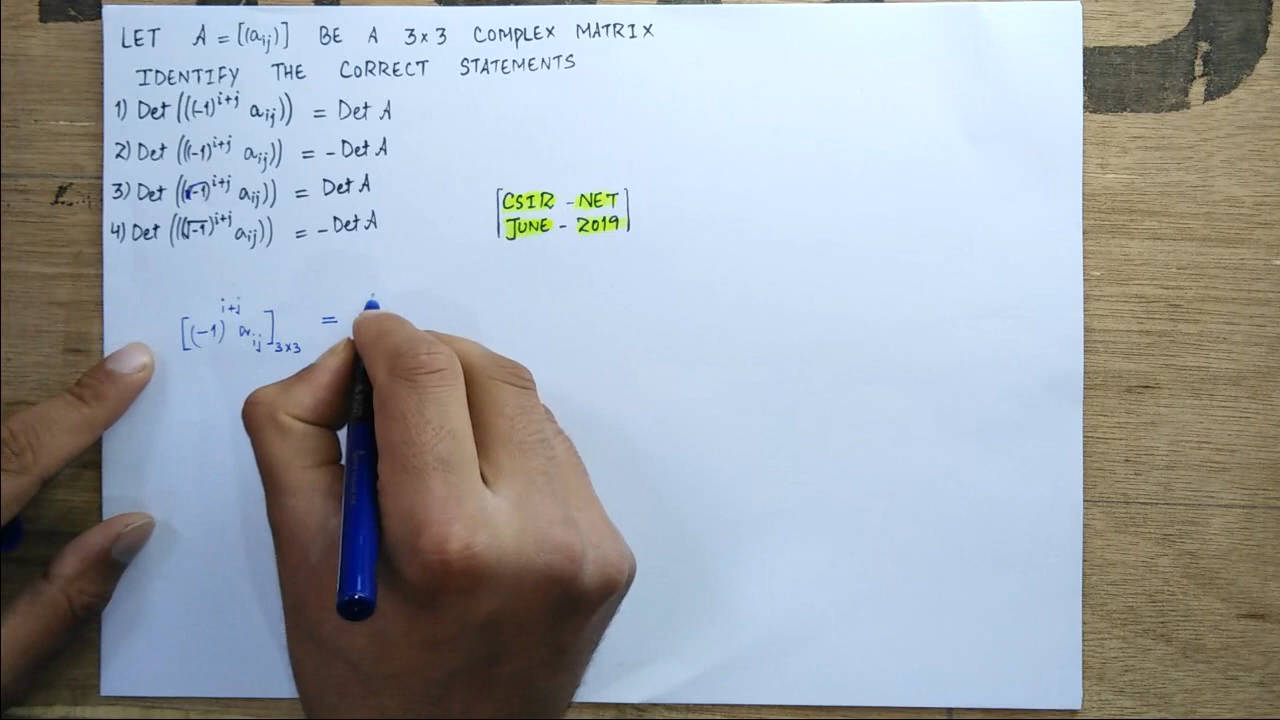 LET A = [(aij)] BE A 3×3 COMPLEX MATRIX
IDENTIFY THE CORRECT STATEMENTS
1) Det (((-1)^i+j aij)) = Det A
2) Det (((-1)^i+j aij)) = - Det A
3) Det ((√-1)^i+j aij)) = Det A
4) Det (((√-1)^i+j aij)) = - Det A
[CSIR - NET]
[JUNE - 2019]
[(-1)^i+j aij]3×3 =